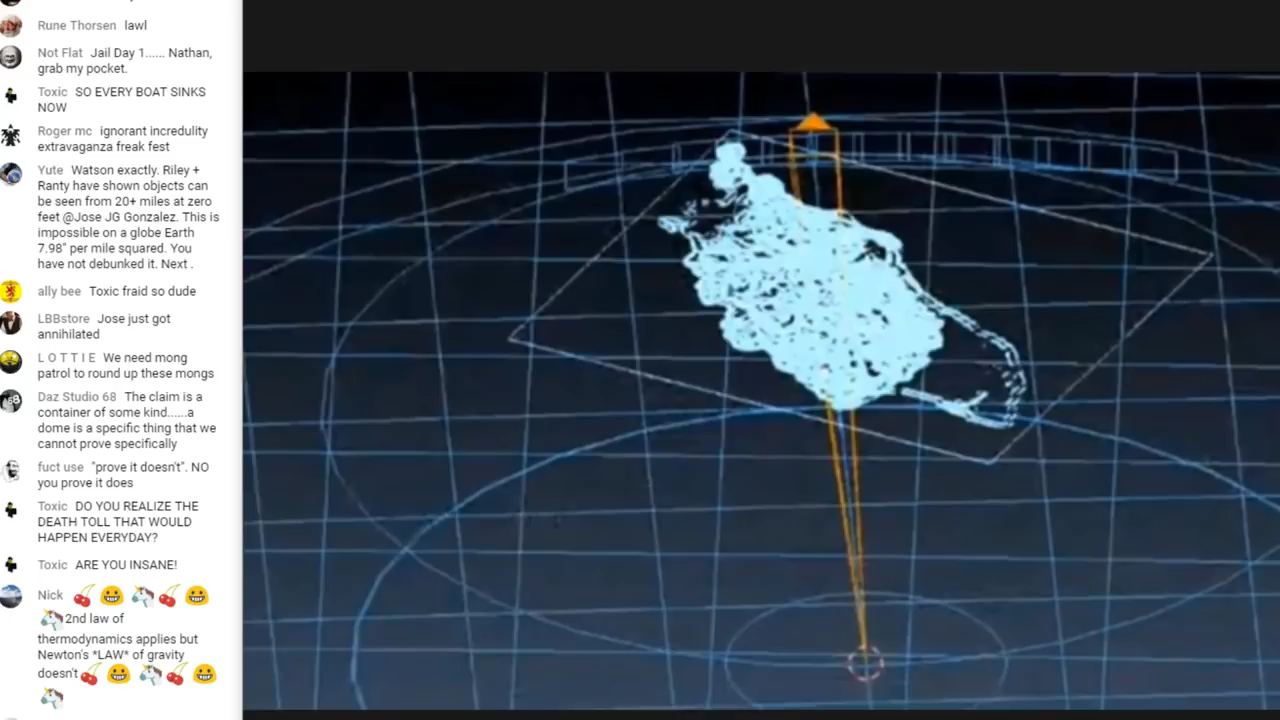 Rune Thorsen lawl
Not Flat Jail Day 1...... Nathan,
grab my pocket.
Toxic SO EVERY BOAT SINKS
NOW
Roger mc ignorant incredulity
extravaganza freak fest
Yute Watson exactly. Riley +
Ranty have shown objects can
be seen from 20+ miles at zero
feet @Jose JG Gonzalez. This is
impossible on a globe Earth
7.98" per mile squared. You
have not debunked it. Next .
ally bee Toxic fraid so dude
LBBstore Jose just got
annihilated
L O T T I E We need mong
patrol to round up these mongs
Daz Studio 68 The claim is a
container of some kind......a
dome is a specific thing that we
cannot prove specifically
fuct use "prove it doesn't". NO
you prove it does
Toxic DO YOU REALIZE THE
DEATH TOLL THAT WOULD
HAPPEN EVERYDAY?
Toxic ARE YOU INSANE!
Nick 🍒😀🦄🍒😀
🦄2nd law of
thermodynamics applies but
Newton's *LAW* of gravity
doesn't🍒😀🦄🍒😀
🦄